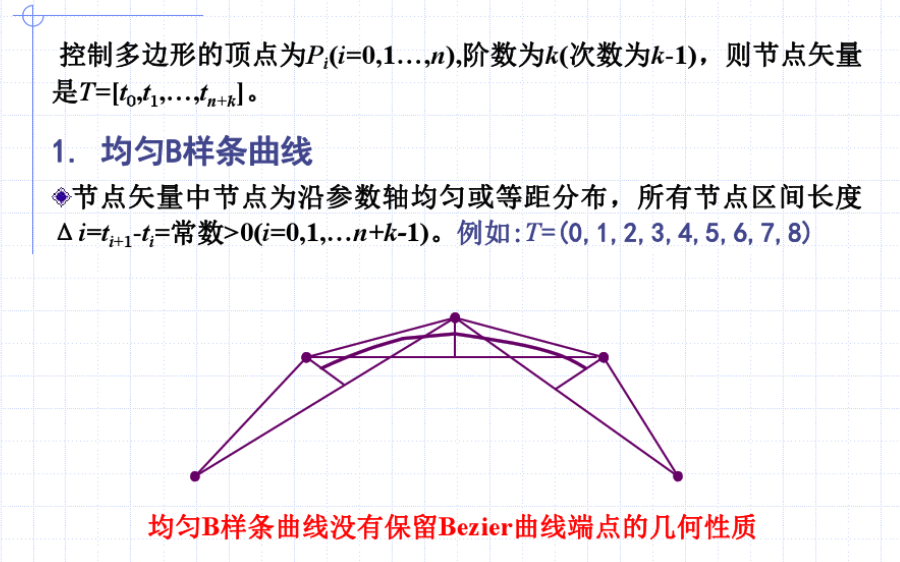 控制多边形的顶点为Pi(i=0,1…,n),阶数为k(次数为k-1)，则节点矢量
是T=[t0,t1,…,tn+k]。
1. 均匀B样条曲线
节点矢量中节点为沿参数轴均匀或等距分布，所有节点区间长度
Δi=ti+1-ti=常数>0(i=0,1,…n+k-1)。例如:T=(0,1,2,3,4,5,6,7,8)
均匀B样条曲线没有保留Bezier曲线端点的几何性质